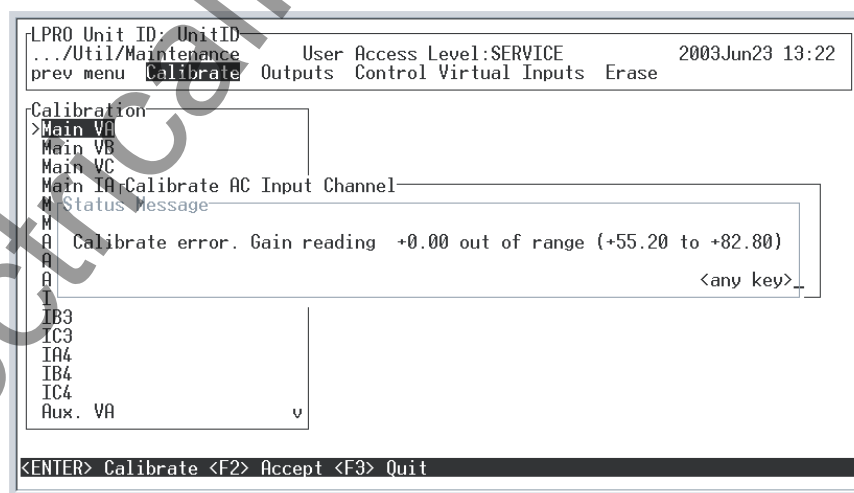 LPRO Unit ID: UnitID
.../Util/Maintenance User Access Level:SERVICE 2003Jun23 13:22
prev menu Calibrate Outputs Control Virtual Inputs Erase
Calibration
>Main VA
Main VB
Main VC
Main IA Calibrate AC Input Channel
M Status Message
M
A Calibrate error. Gain reading +0.00 out of range (+55.20 to +82.80)
A
A <any key>_
I
IB3
IC3
IA4
IB4
IC4
Aux. VA v
<ENTER> Calibrate <F2> Accept <F3> Quit